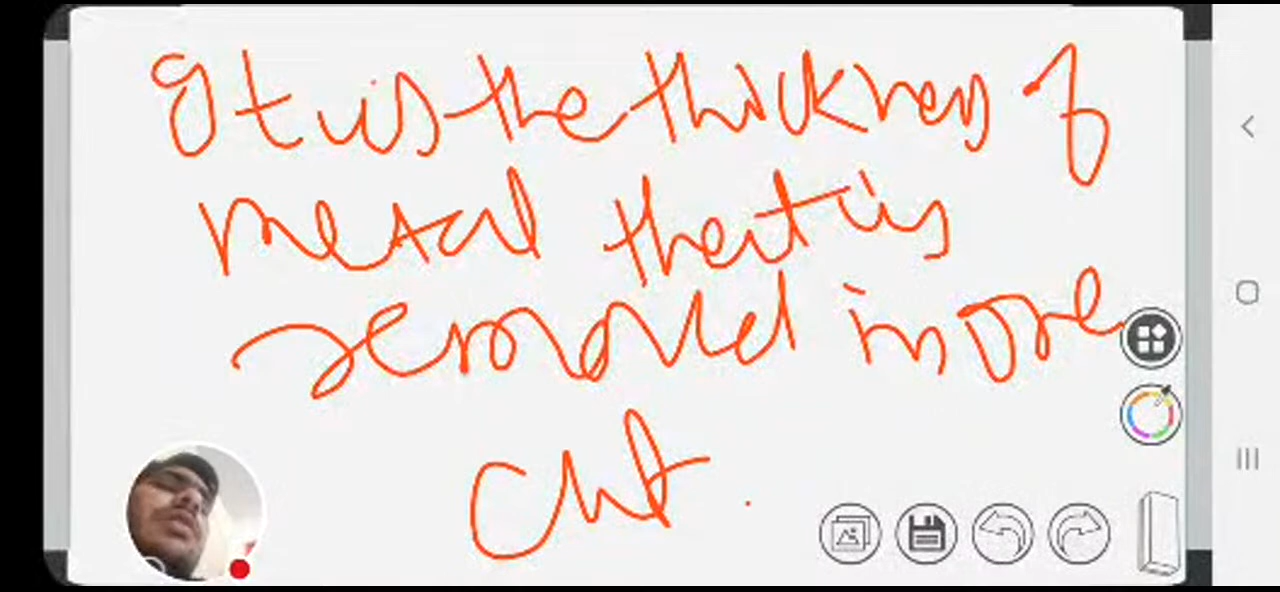 It is the thickness of
metal that is
removed in one
cut.